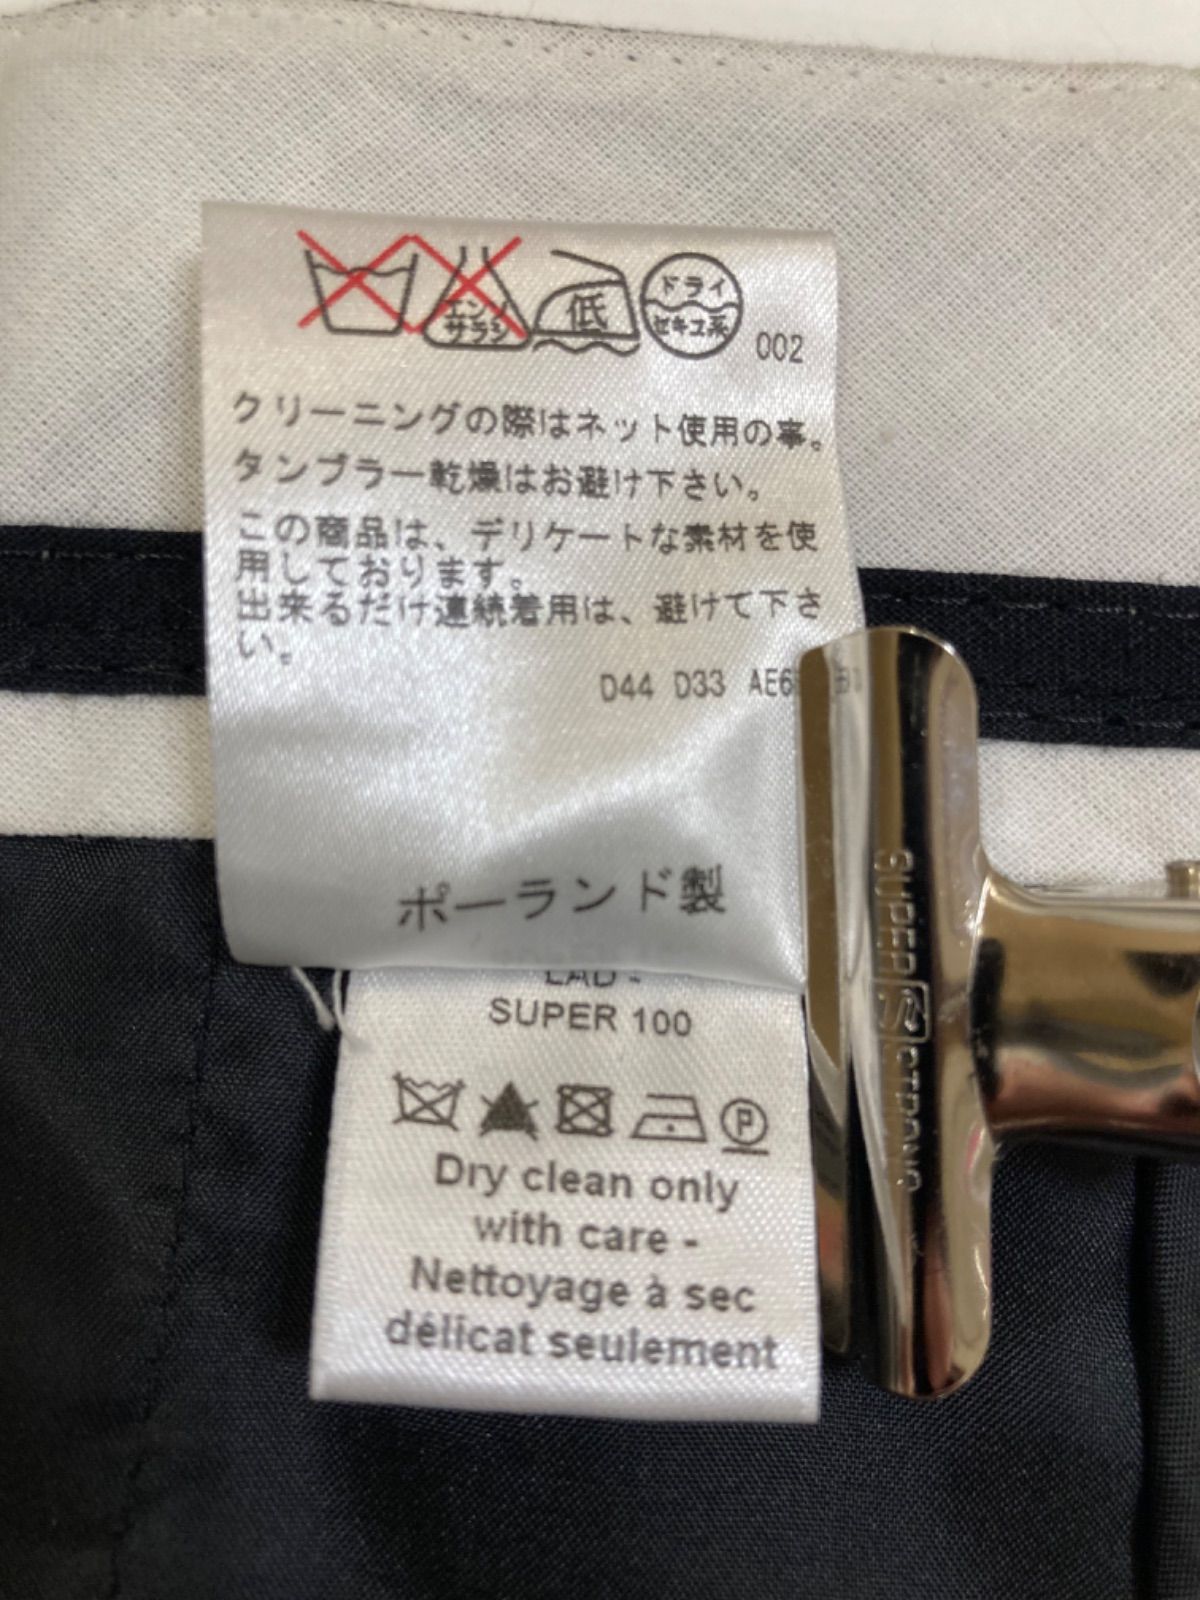 エンソ
サラシ
低
ドライ
セキユ系
002
クリーニングの際はネット使用の事。
タンブラー乾燥はお避け下さい。
この商品は、デリケートな素材を使
用しております。
出来るだけ連続着用は、避けて下さ
い。
D44 D33 AE6
ポーランド製
LAD -
SUPER 100
P
Dry clean only
with care -
Nettoyage à sec
délicat seulement
SUPER STRONG